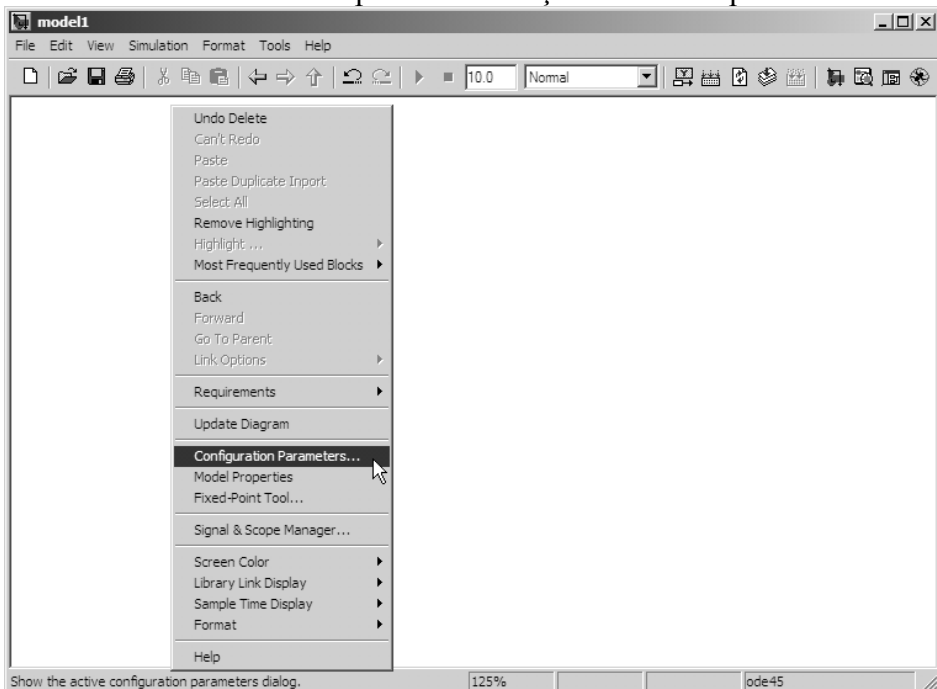 model1
File Edit View Simulation Format Tools Help
10.0 Normal
Undo Delete
Can't Redo
Paste
Paste Duplicate Inport
Select All
Remove Highlighting
Highlight ...
Most Frequently Used Blocks
Back
Forward
Go To Parent
Link Options
Requirements
Update Diagram
Configuration Parameters...
Model Properties
Fixed-Point Tool...
Signal & Scope Manager...
Screen Color
Library Link Display
Sample Time Display
Format
Help
Show the active configuration parameters dialog. 125% ode45